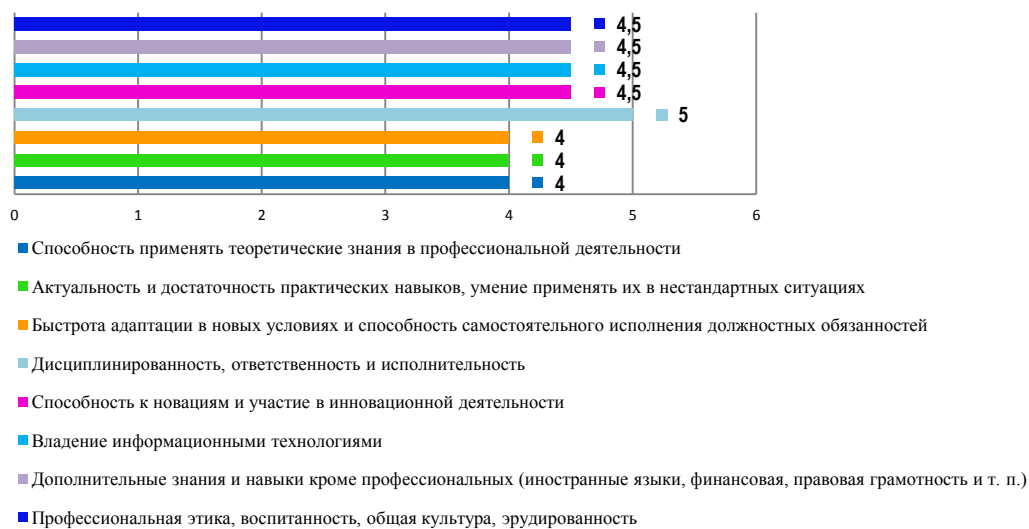 4,5
4,5
4,5
4,5
5
4
4
4
0 1 2 3 4 5 6
Способность применять теоретические знания в профессиональной деятельности
Актуальность и достаточность практических навыков, умение применять их в нестандартных ситуациях
Быстрота адаптации в новых условиях и способность самостоятельного исполнения должностных обязанностей
Дисциплинированность, ответственность и исполнительность
Способность к новациям и участие в инновационной деятельности
Владение информационными технологиями
Дополнительные знания и навыки кроме профессиональных (иностранные языки, финансовая, правовая грамотность и т. п.)
Профессиональная этика, воспитанность, общая культура, эрудированность